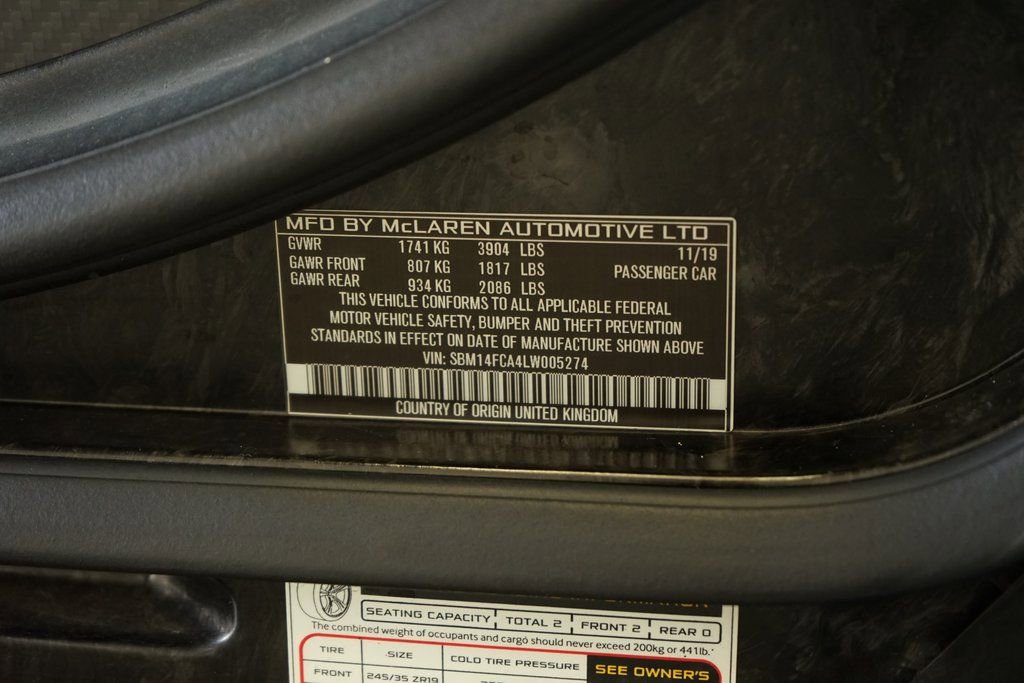 MFD BY McLAREN AUTOMOTIVE LTD
GVWR 1741 KG 3904 LBS 11/19
GAWR FRONT 807 KG 1817 LBS PASSENGER CAR
GAWR REAR 934 KG 2086 LBS
THIS VEHICLE CONFORMS TO ALL APPLICABLE FEDERAL
MOTOR VEHICLE SAFETY, BUMPER AND THEFT PREVENTION
STANDARDS IN EFFECT ON DATE OF MANUFACTURE SHOWN ABOVE
VIN: SBM14FCA4LW005274
COUNTRY OF ORIGIN UNITED KINGDOM
SEATING CAPACITY TOTAL 2 FRONT 2 REAR 0
The combined weight of occupants and cargo should never exceed 200kg or 441lb.
TIRE SIZE COLD TIRE PRESSURE SEE OWNER'S
FRONT 245/35 ZR19